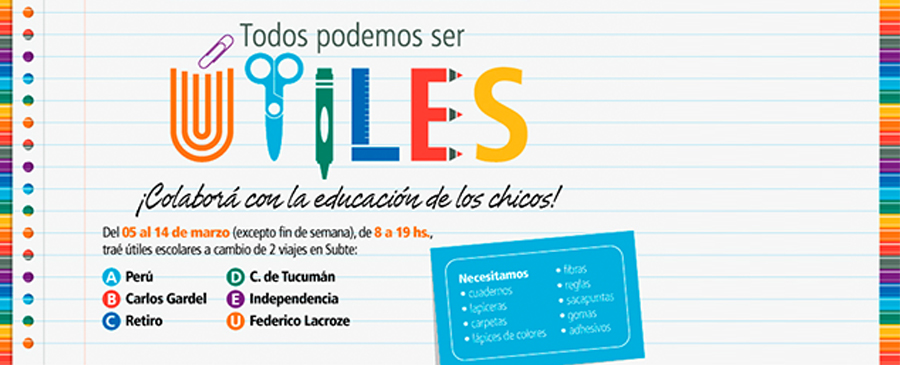 Todos podemos ser
ÚTILES
¡Colaborá con la educación de los chicos!
Del 05 al 14 de marzo (excepto fin de semana), de 8 a 19 hs.,
traé útiles escolares a cambio de 2 viajes en Subte:
A Perú
B Carlos Gardel
C Retiro
D C. de Tucumán
E Independencia
U Federico Lacroze
Necesitamos
• cuadernos
• lapiceras
• carpetas
• lápices de colores
• fibras
• reglas
• sacapuntas
• gomas
• adhesivos